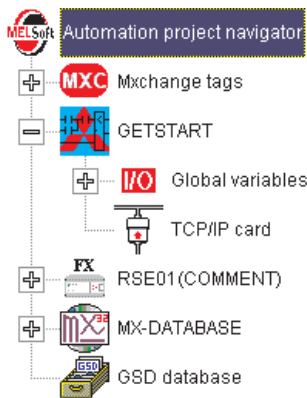 MELSoft Automation project navigator
MXC Mxchange tags
GETSTART
I/O Global variables
TCP/IP card
FX RSE01(COMMENT)
MX32 MX-DATABASE
GSD GSD database